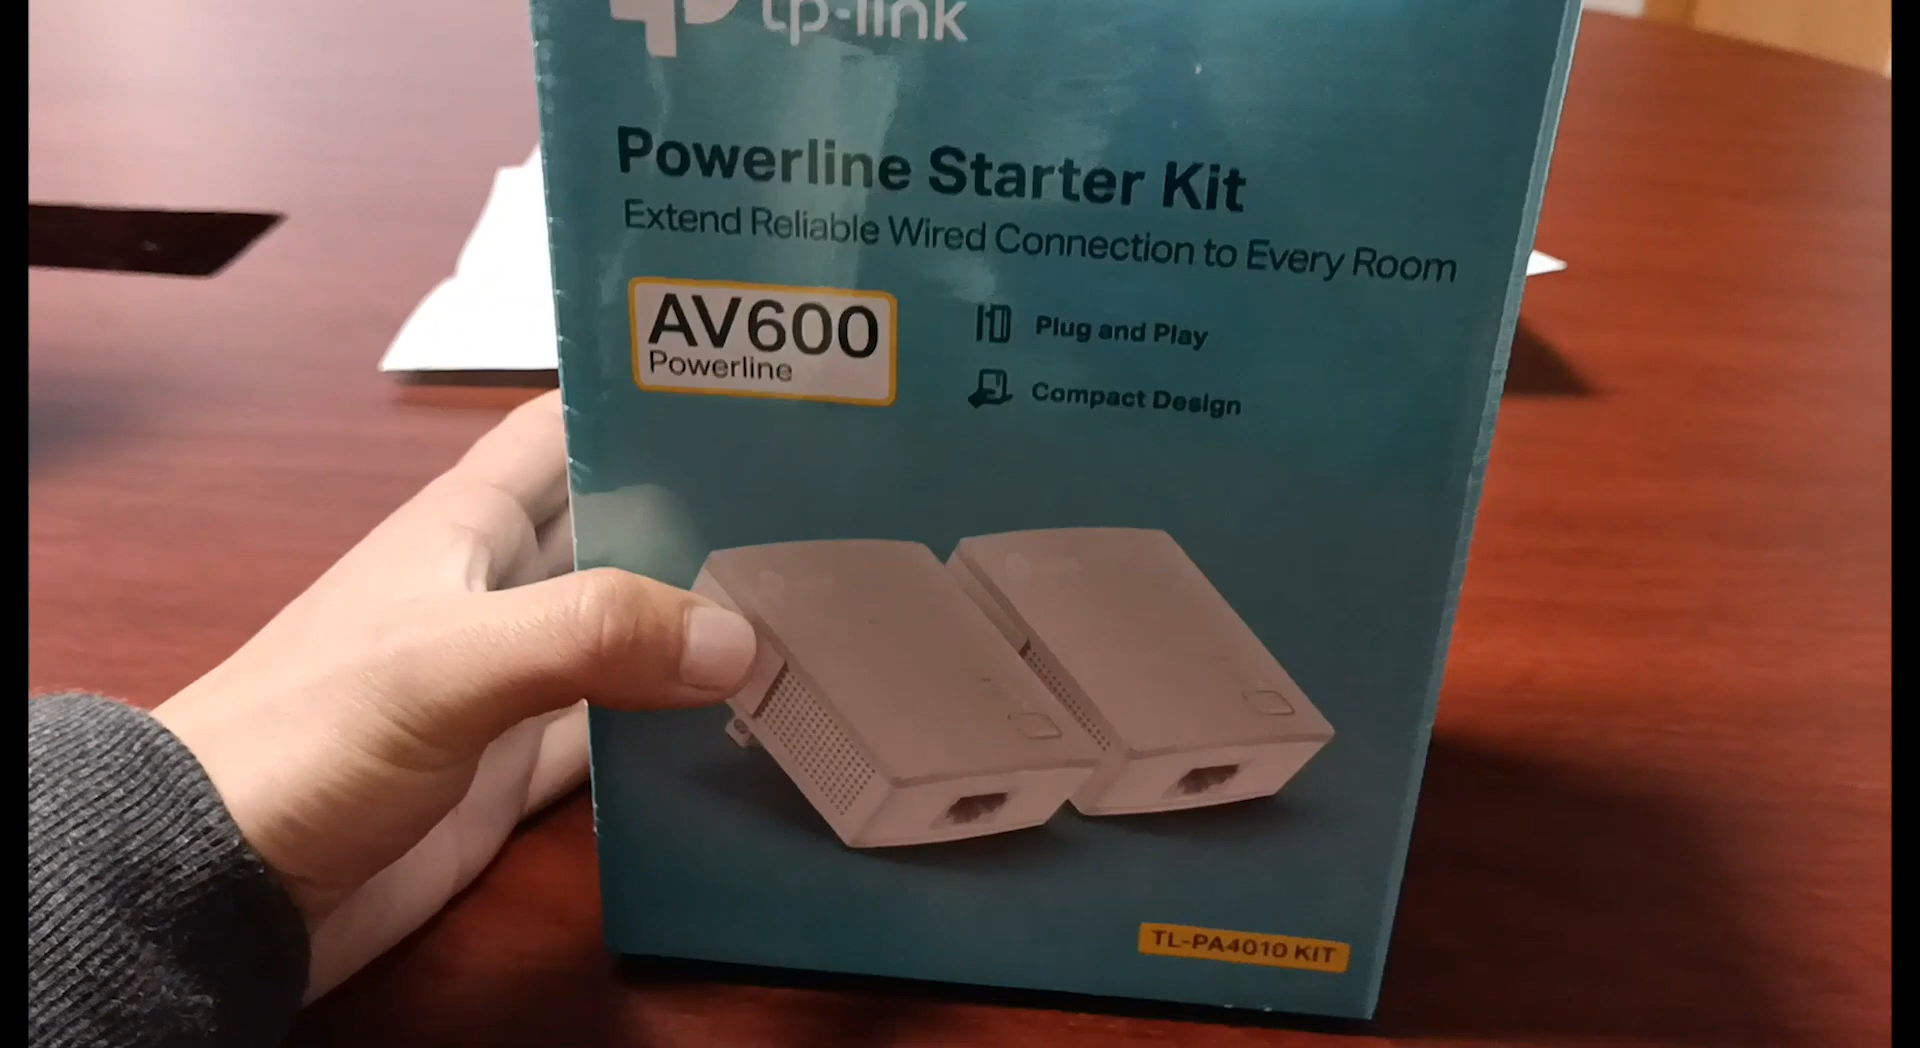 tp-link
Powerline Starter Kit
Extend Reliable Wired Connection to Every Room
AV600
Powerline
Plug and Play
Compact Design
TL-PA4010 KIT